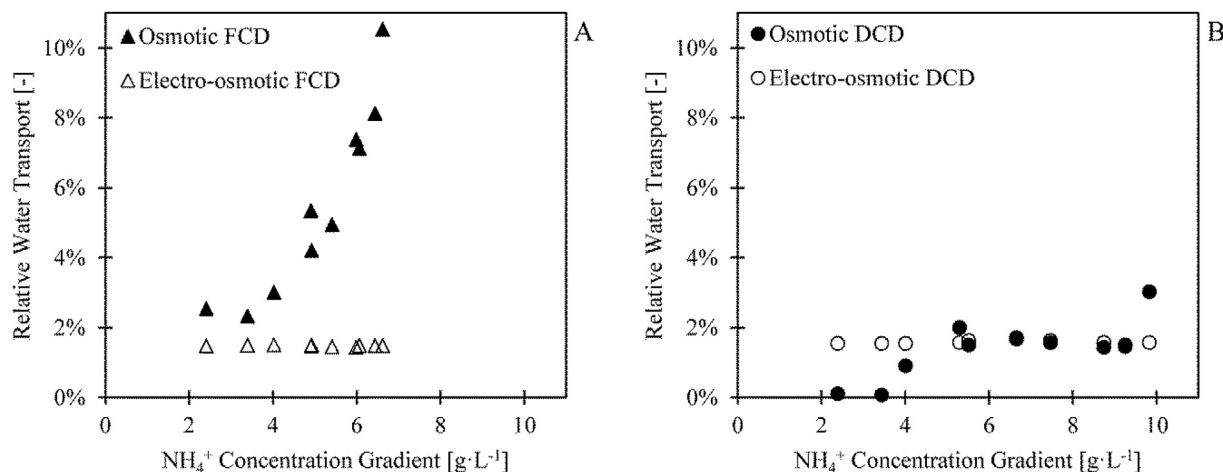 A
▲ Osmotic FCD
△ Electro-osmotic FCD
Relative Water Transport [-]
10%
8%
6%
4%
2%
0%
0 2 4 6 8 10
NH₄⁺ Concentration Gradient [g·L⁻¹]
B
● Osmotic DCD
○ Electro-osmotic DCD
Relative Water Transport [-]
10%
8%
6%
4%
2%
0%
0 2 4 6 8 10
NH₄⁺ Concentration Gradient [g·L⁻¹]